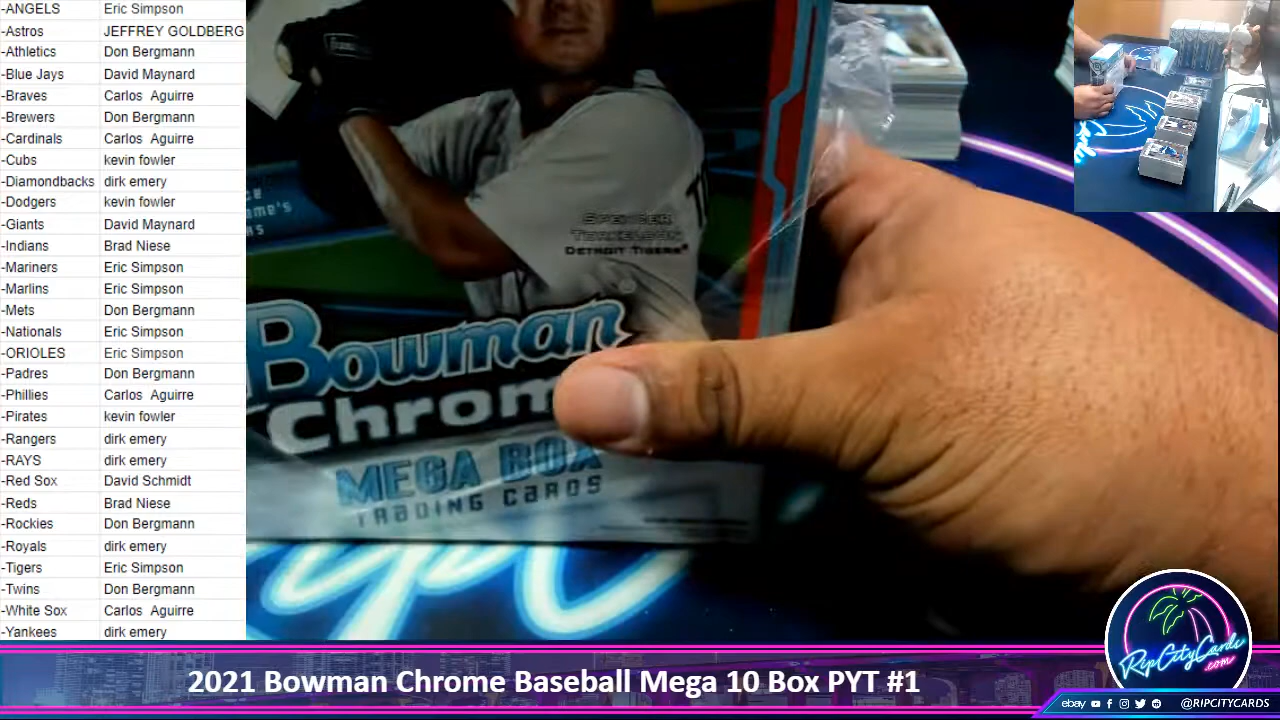 -ANGELS Eric Simpson
-Astros JEFFREY GOLDBERG
-Athletics Don Bergmann
-Blue Jays David Maynard
-Braves Carlos Aguirre
-Brewers Don Bergmann
-Cardinals Carlos Aguirre
-Cubs kevin fowler
-Diamondbacks dirk emery
-Dodgers kevin fowler
-Giants David Maynard
-Indians Brad Niese
-Mariners Eric Simpson
-Marlins Eric Simpson
-Mets Don Bergmann
-Nationals Eric Simpson
-ORIOLES Eric Simpson
-Padres Don Bergmann
-Phillies Carlos Aguirre
-Pirates kevin fowler
-Rangers dirk emery
-RAYS dirk emery
-Red Sox David Schmidt
-Reds Brad Niese
-Rockies Don Bergmann
-Royals dirk emery
-Tigers Eric Simpson
-Twins Don Bergmann
-White Sox Carlos Aguirre
-Yankees dirk emery
SPENCER
TORKELSON
DETROIT TIGERS®
Bowman
Chrom
MEGA BOX
TRADING CARDS
RipCityCards
.com
2021 Bowman Chrome Baseball Mega 10 Box PYT #1
ebay @RIPCITYCARDS